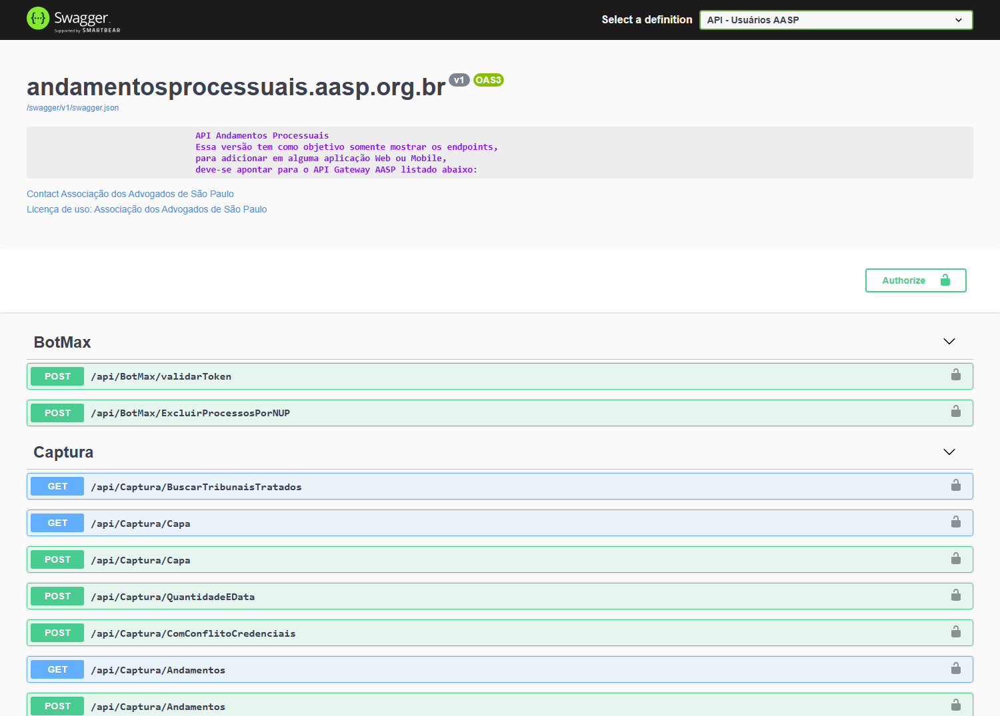 Swagger.
Supported by SMARTBEAR
Select a definition
API - Usuários AASP
andamentosprocessuais.aasp.org.br v1 OAS3
/swagger/v1/swagger.json
API Andamentos Processuais
Essa versão tem como objetivo somente mostrar os endpoints,
para adicionar em alguma aplicação Web ou Mobile,
deve-se apontar para o API Gateway AASP listado abaixo:
Contact Associação dos Advogados de São Paulo
Licença de uso: Associação dos Advogados de São Paulo
Authorize
BotMax
POST /api/BotMax/validarToken
POST /api/BotMax/ExcluirProcessosPorNUP
Captura
GET /api/Captura/BuscarTribunaisTratados
GET /api/Captura/Capa
POST /api/Captura/Capa
POST /api/Captura/QuantidadeEData
POST /api/Captura/ComConflitoCredenciais
GET /api/Captura/Andamentos
POST /api/Captura/Andamentos